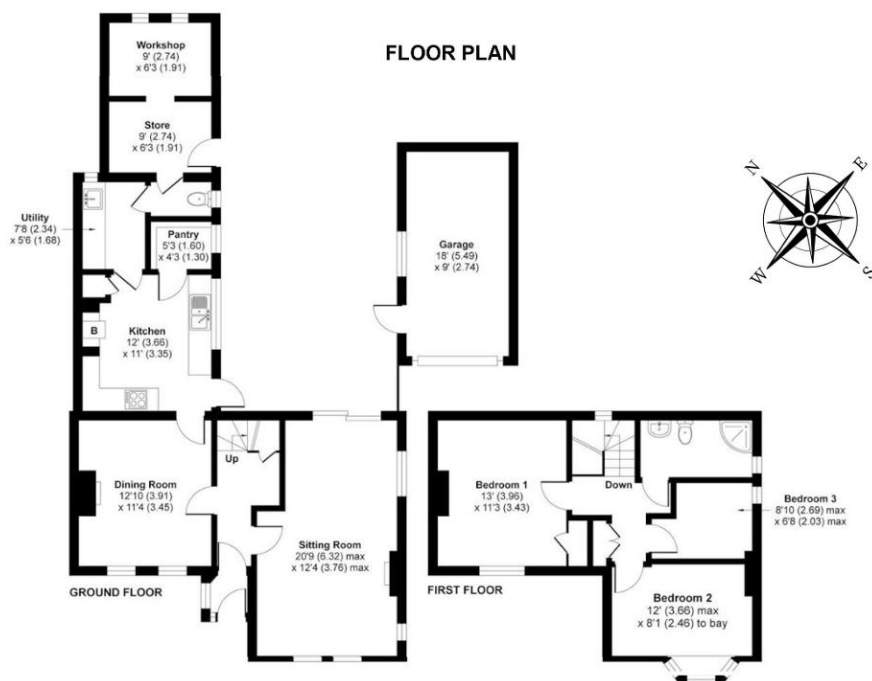 FLOOR PLAN
Workshop
9' (2.74)
x 6'3 (1.91)
Store
9' (2.74)
x 6'3 (1.91)
Utility
7'8 (2.34)
x 5'6 (1.68)
Pantry
5'3 (1.60)
x 4'3 (1.30)
B
Kitchen
12' (3.66)
x 11' (3.35)
Garage
18' (5.49)
x 9' (2.74)
N
E
W
S
Up
Dining Room
12'10 (3.91)
x 11'4 (3.45)
Sitting Room
20'9 (6.32) max
x 12'4 (3.76) max
GROUND FLOOR
Bedroom 1
13' (3.96)
x 11'3 (3.43)
Down
Bedroom 3
8'10 (2.69) max
x 6'8 (2.03) max
Bedroom 2
12' (3.66) max
x 8'1 (2.46) to bay
FIRST FLOOR